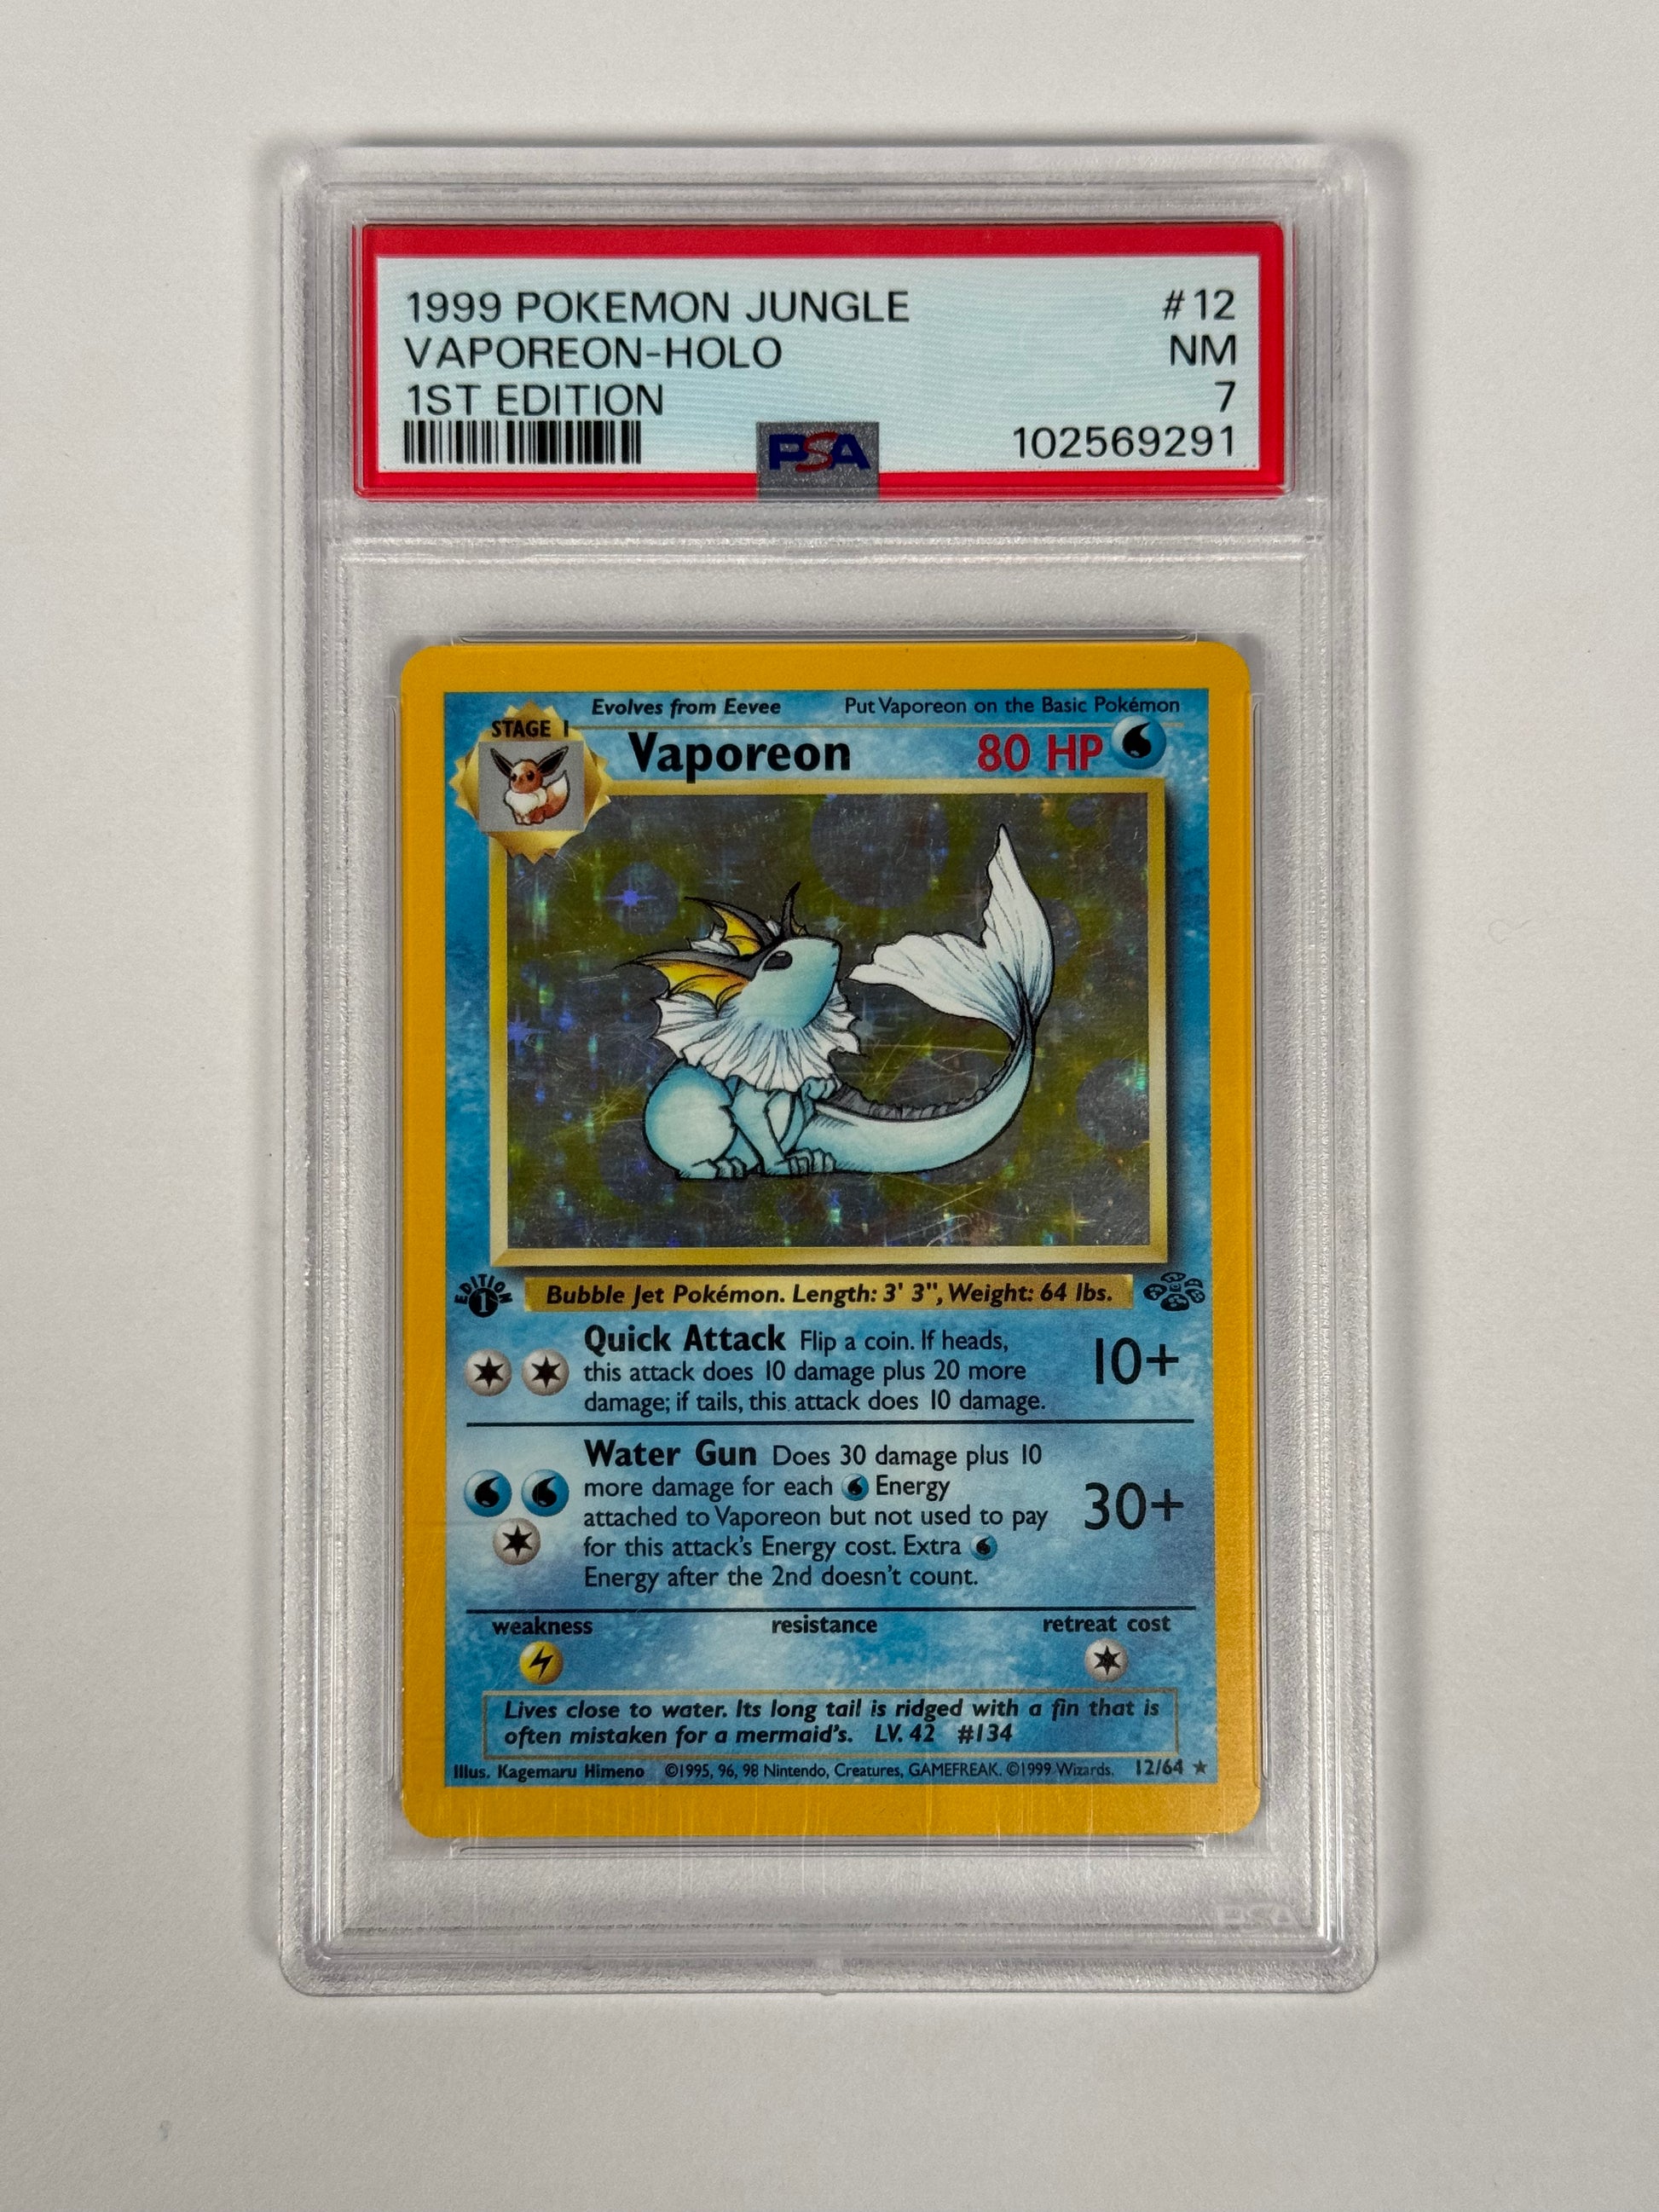 1999 POKEMON JUNGLE #12
VAPOREON-HOLO NM
1ST EDITION 7
PSA 102569291
Evolves from Eevee Put Vaporeon on the Basic Pokémon
STAGE 1
Vaporeon 80 HP
EDITION 1
Bubble Jet Pokémon. Length: 3' 3", Weight: 64 lbs.
Quick Attack Flip a coin. If heads,
this attack does 10 damage plus 20 more
damage; if tails, this attack does 10 damage.
10+
Water Gun Does 30 damage plus 10
more damage for each Energy
attached to Vaporeon but not used to pay
for this attack's Energy cost. Extra
Energy after the 2nd doesn't count.
30+
weakness resistance retreat cost
Lives close to water. Its long tail is ridged with a fin that is
often mistaken for a mermaid's. LV. 42 #134
Illus. Kagemaru Himeno ©1995, 96, 98 Nintendo, Creatures, GAMEFREAK. ©1999 Wizards. 12/64 ★
PSA